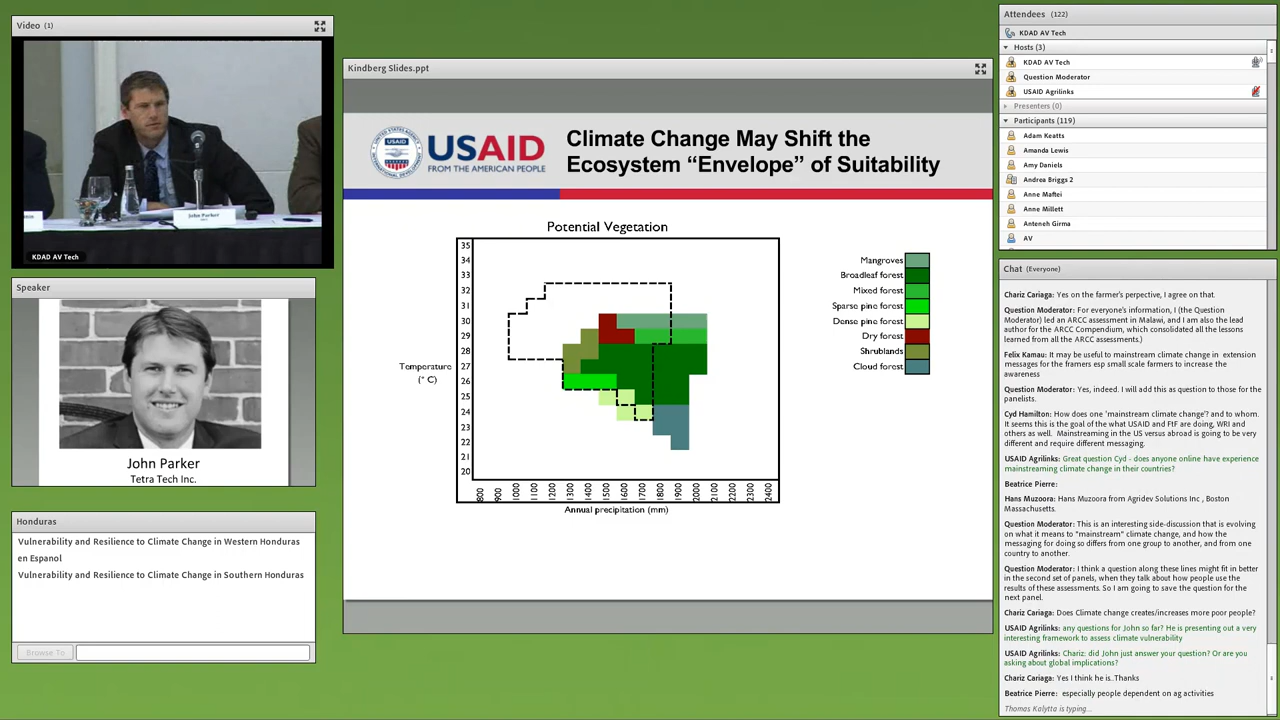 Video (1)
John Parker
KDAD AV Tech
Speaker
John Parker
Tetra Tech Inc.
Honduras
Vulnerability and Resilience to Climate Change in Western Honduras
en Espanol
Vulnerability and Resilience to Climate Change in Southern Honduras
Browse To
Kindberg Slides.ppt
USAID
USAID
FROM THE AMERICAN PEOPLE
Climate Change May Shift the
Ecosystem “Envelope” of Suitability
Potential Vegetation
35
34
33
32
31
30
29
28
27
26
25
24
23
22
21
20
Temperature
(° C)
800 900 1000 1100 1200 1300 1400 1500 1600 1700 1800 1900 2000 2100 2200 2300 2400
Annual precipitation (mm)
Mangroves
Broadleaf forest
Mixed forest
Sparse pine forest
Dense pine forest
Dry forest
Shrublands
Cloud forest
Attendees (122)
KDAD AV Tech
Hosts (3)
KDAD AV Tech
Question Moderator
USAID Agrilinks
Presenters (0)
Participants (119)
Adam Keatts
Amanda Lewis
Amy Daniels
Andrea Briggs 2
Anne Maftei
Anne Millett
Anteneh Girma
AV
Chat (Everyone)
Chariz Cariaga: Yes on the farmer's perpective, I agree on that.
Question Moderator: For everyone's information, I (the Question
Moderator) led an ARCC assessment in Malawi, and I am also the lead
author for the ARCC Compendium, which consolidated all the lessons
learned from all the ARCC assessments.
Felix Kamau: It may be useful to mainstream climate change in extension
messages for the framers esp small scale farmers to increase the
awareness
Question Moderator: Yes, indeed. I will add this as question to those for the
panelists.
Cyd Hamilton: How does one 'mainstream climate change'? and to whom.
It seems this is the goal of the what USAID and FtF are doing, WRI and
others as well. Mainstreaming in the US versus abroad is going to be very
different and require different messaging.
USAID Agrilinks: Great question Cyd - does anyone online have experience
mainstreaming climate change in their countries?
Beatrice Pierre:
Hans Muzoora: Hans Muzoora from Agridev Solutions Inc , Boston
Massachusetts.
Question Moderator: This is an interesting side-discussion that is evolving
on what it means to "mainstream" climate change, and how the
messaging for doing so differs from one group to another, and from one
country to another.
Question Moderator: I think a question along these lines might fit in better
in the second set of panels, when they talk about how people use the
results of these assessments. So I am going to save the question for the
next panel.
Chariz Cariaga: Does Climate change creates/increases more poor people?
USAID Agrilinks: any questions for John so far? He is presenting out a very
interesting framework to assess climate vulnerability
USAID Agrilinks: Chariz: did John just answer your question? Or are you
asking about global implications?
Chariz Cariaga: Yes I think he is..Thanks
Beatrice Pierre: especially people dependent on ag activities
Thomas Kalytta is typing...